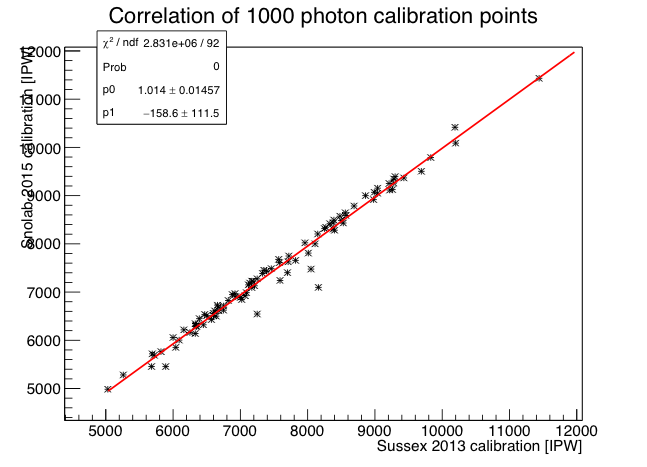 Correlation of 1000 photon calibration points
χ² / ndf 2.831e+06 / 92
Prob 0
p0 1.014 ± 0.01457
p1 −158.6 ± 111.5
Snolab 2015 calibration [IPW]
12000
11000
10000
9000
8000
7000
6000
5000
5000 6000 7000 8000 9000 10000 11000 12000
Sussex 2013 calibration [IPW]